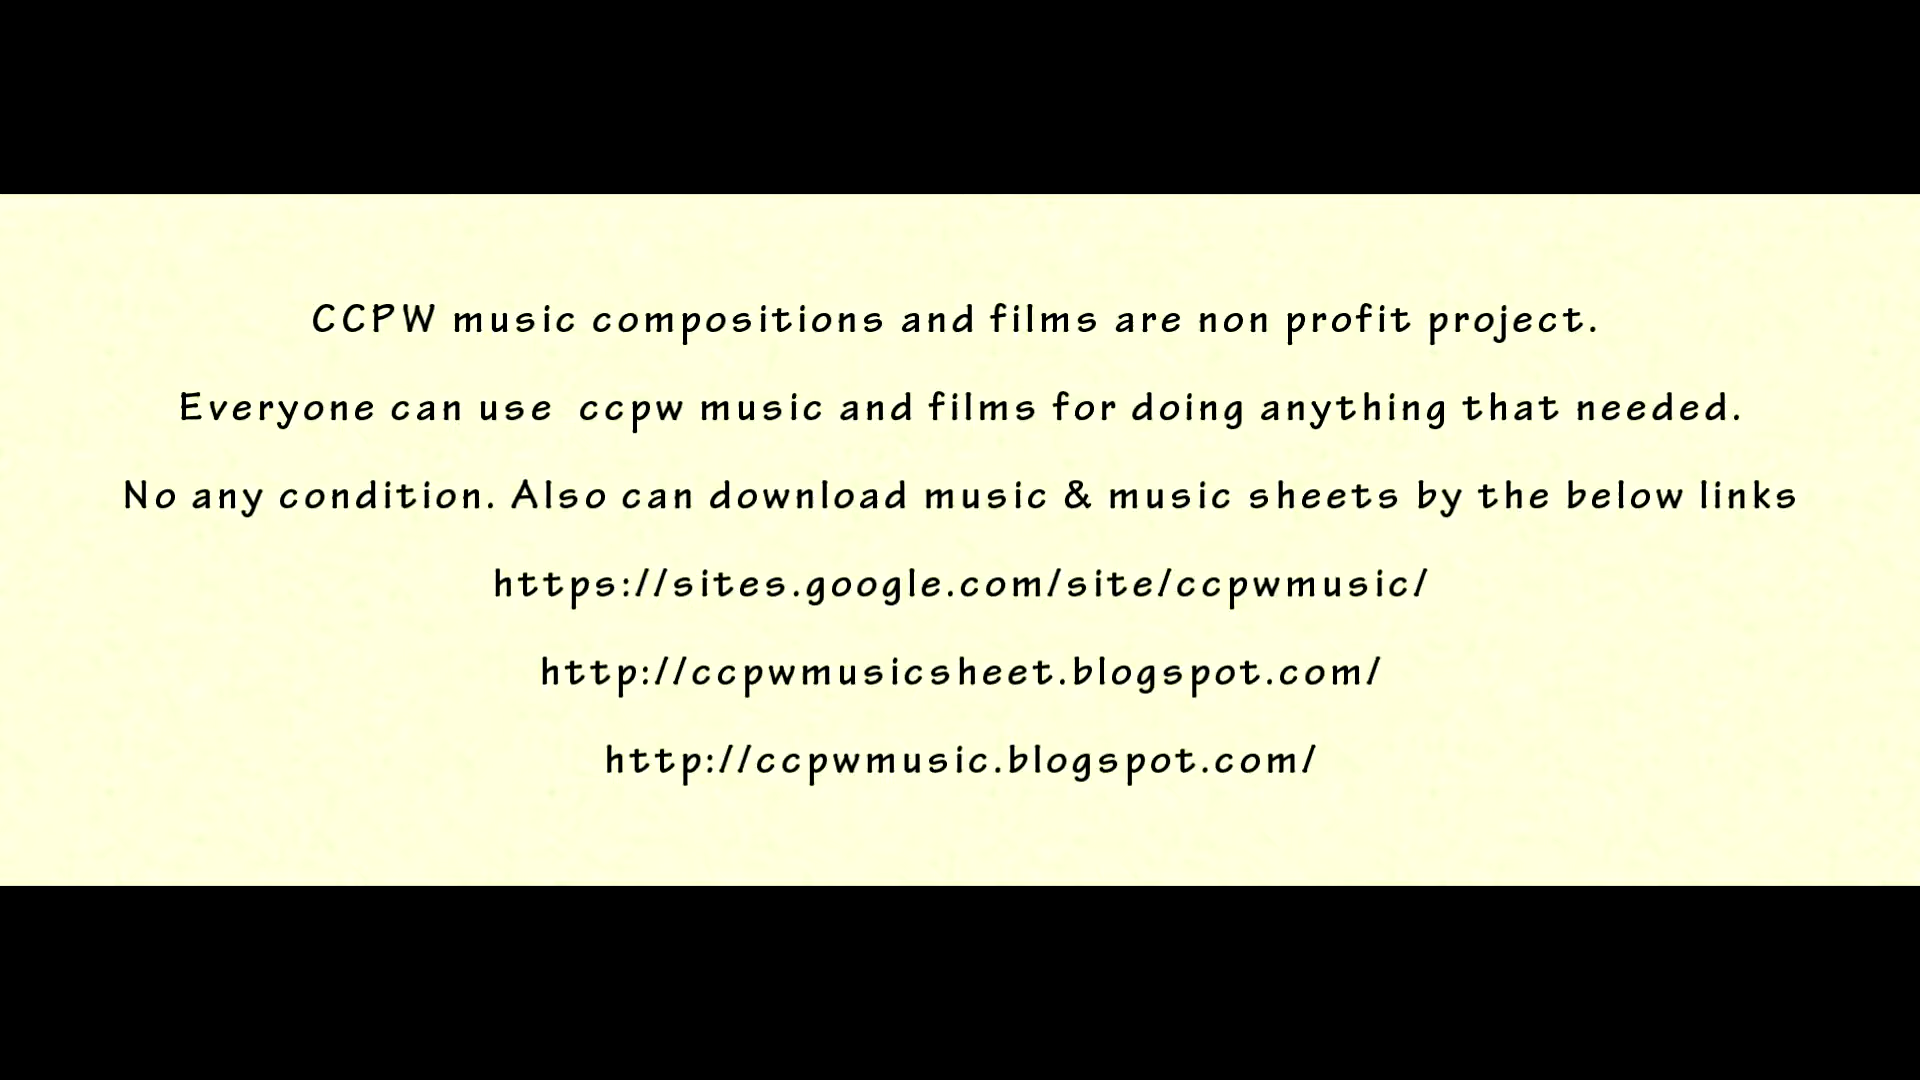 CCPW music compositions and films are non profit project.
Everyone can use ccpw music and films for doing anything that needed.
No any condition. Also can download music & music sheets by the below links
https://sites.google.com/site/ccpwmusic/
http://ccpwmusicsheet.blogspot.com/
http://ccpwmusic.blogspot.com/